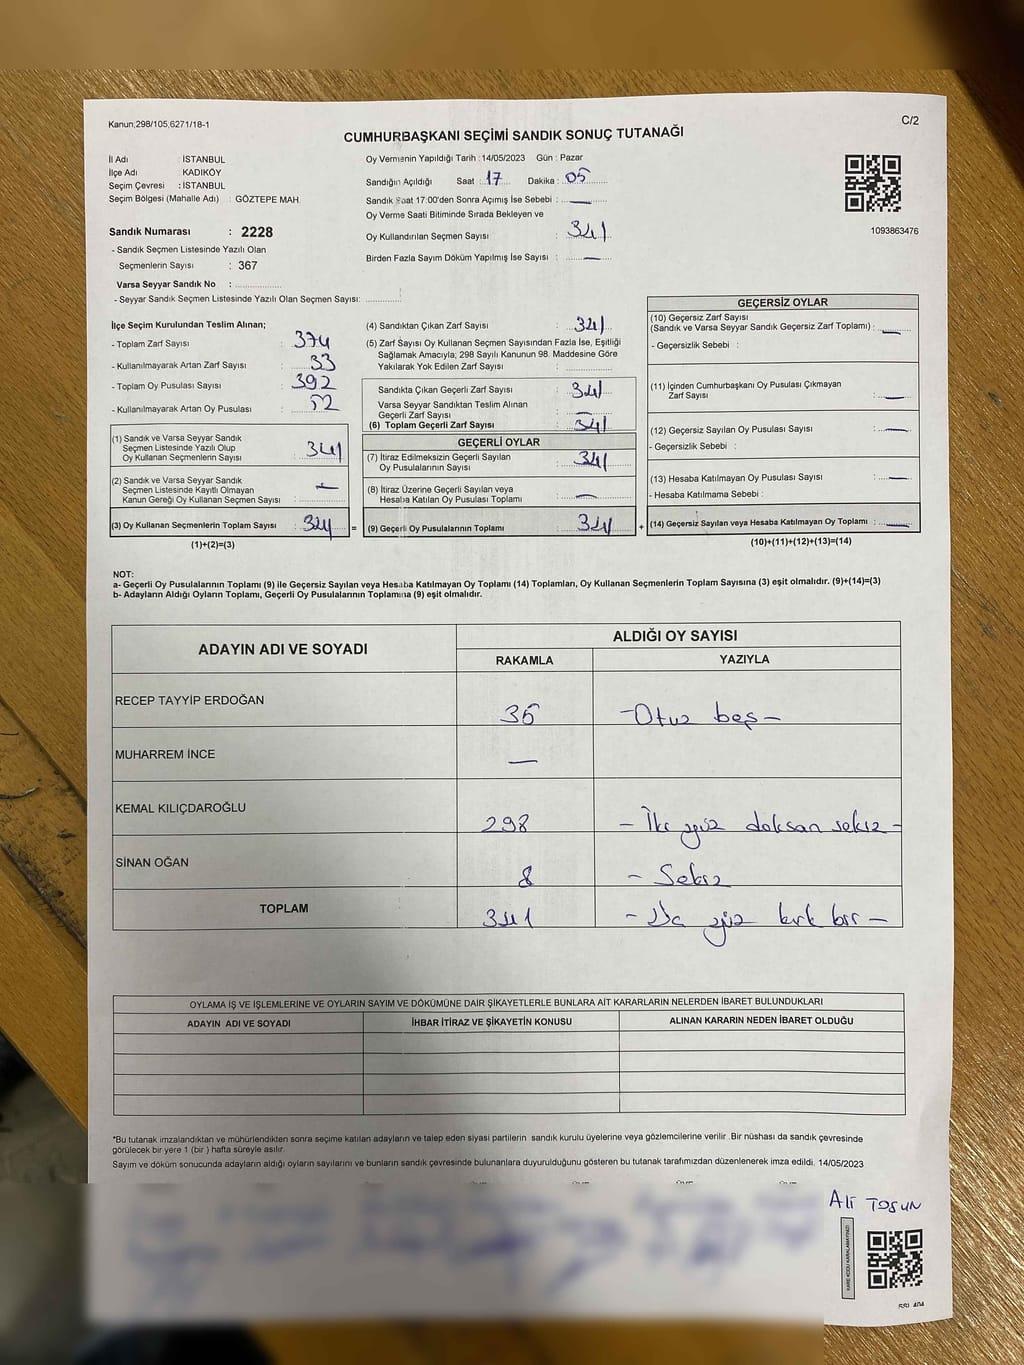 Kanun;298/105,6271/18-1
C/2
CUMHURBAŞKANI SEÇİMİ SANDIK SONUÇ TUTANAĞI
İl Adı : İSTANBUL
İlçe Adı : KADIKÖY
Seçim Çevresi : İSTANBUL
Seçim Bölgesi (Mahalle Adı) : GÖZTEPE MAH.
Sandık Numarası : 2228
- Sandık Seçmen Listesinde Yazılı Olan
Seçmenlerin Sayısı : 367
Varsa Seyyar Sandık No :
- Seyyar Sandık Seçmen Listesinde Yazılı Olan Seçmen Sayısı:
Oy Vermenin Yapıldığı Tarih : 14/05/2023 Gün : Pazar
Sandığın Açıldığı Saat : 17 Dakika : 05
Sandık Saat 17:00'den Sonra Açımış İse Sebebi : —
Oy Verme Saati Bitiminde Sırada Bekleyen ve
Oy Kullandırılan Seçmen Sayısı : 341
Birden Fazla Sayım Döküm Yapılmış İse Sayısı : —
1093863476
İlçe Seçim Kurulundan Teslim Alınan;
- Toplam Zarf Sayısı : 374
- Kullanılmayarak Artan Zarf Sayısı : 33
- Toplam Oy Pusulası Sayısı : 392
- Kullanılmayarak Artan Oy Pusulası : 52
(1) Sandık ve Varsa Seyyar Sandık
Seçmen Listesinde Yazılı Olup
Oy Kullanan Seçmenlerin Sayısı : 341
(2) Sandık ve Varsa Seyyar Sandık
Seçmen Listesinde Kayıtlı Olmayan
Kanun Gereği Oy Kullanan Seçmen Sayısı : —
(3) Oy Kullanan Seçmenlerin Toplam Sayısı : 341 =
(1)+(2)=(3)
(4) Sandıktan Çıkan Zarf Sayısı : 341
(5) Zarf Sayısı Oy Kullanan Seçmen Sayısından Fazla İse, Eşitliği
Sağlamak Amacıyla; 298 Sayılı Kanunun 98. Maddesine Göre
Yakılarak Yok Edilen Zarf Sayısı :
Sandıkta Çıkan Geçerli Zarf Sayısı : 341
Varsa Seyyar Sandıktan Teslim Alınan
Geçerli Zarf Sayısı : —
(6) Toplam Geçerli Zarf Sayısı : 341
GEÇERLİ OYLAR
(7) İtiraz Edilmeksizin Geçerli Sayılan
Oy Pusulalarının Sayısı : 341
(8) İtiraz Üzerine Geçerli Sayılan veya
Hesaba Katılan Oy Pusulası Toplamı : —
(9) Geçerli Oy Pusulalarının Toplamı : 341 +
GEÇERSİZ OYLAR
(10) Geçersiz Zarf Sayısı
(Sandık ve Varsa Seyyar Sandık Geçersiz Zarf Toplamı) : —
- Geçersizlik Sebebi :
(11) İçinden Cumhurbaşkanı Oy Pusulası Çıkmayan
Zarf Sayısı : —
(12) Geçersiz Sayılan Oy Pusulası Sayısı : —
- Geçersizlik Sebebi :
(13) Hesaba Katılmayan Oy Pusulası Sayısı : —
- Hesaba Katılmama Sebebi :
(14) Geçersiz Sayılan veya Hesaba Katılmayan Oy Toplamı : —
(10)+(11)+(12)+(13)=(14)
NOT:
a- Geçerli Oy Pusulalarının Toplamı (9) ile Geçersiz Sayılan veya Hesaba Katılmayan Oy Toplamı (14) Toplamları, Oy Kullanan Seçmenlerin Toplam Sayısına (3) eşit olmalıdır. (9)+(14)=(3)
b- Adayların Aldığı Oyların Toplamı, Geçerli Oy Pusulalarının Toplamına (9) eşit olmalıdır.
ADAYIN ADI VE SOYADI ALDIĞI OY SAYISI
RAKAMLA YAZIYLA
RECEP TAYYİP ERDOĞAN 35 -Otuz beş-
MUHARREM İNCE —
KEMAL KILIÇDAROĞLU 298 - İki yüz doksan sekiz -
SİNAN OĞAN 8 - Sekiz
TOPLAM 341 - Üç yüz kırk bir -
OYLAMA İŞ VE İŞLEMLERİNE VE OYLARIN SAYIM VE DÖKÜMÜNE DAİR ŞİKAYETLERLE BUNLARA AİT KARARLARIN NELERDEN İBARET BULUNDUKLARI
ADAYIN ADI VE SOYADI İHBAR İTİRAZ VE ŞİKAYETİN KONUSU ALINAN KARARIN NEDEN İBARET OLDUĞU
*Bu tutanak imzalandıktan ve mühürlendikten sonra seçime katılan adayların ve talep eden siyasi partilerin sandık kurulu üyelerine veya gözlemcilerine verilir. Bir nüshası da sandık çevresinde
görülecek bir yere 1 (bir ) hafta süreyle asılır.
Sayım ve döküm sonucunda adayların aldığı oyların sayılarını ve bunların sandık çevresinde bulunanlara duyurulduğunu gösteren bu tutanak tarafımızdan düzenlenerek imza edildi. 14/05/2023
Ali TOSUN